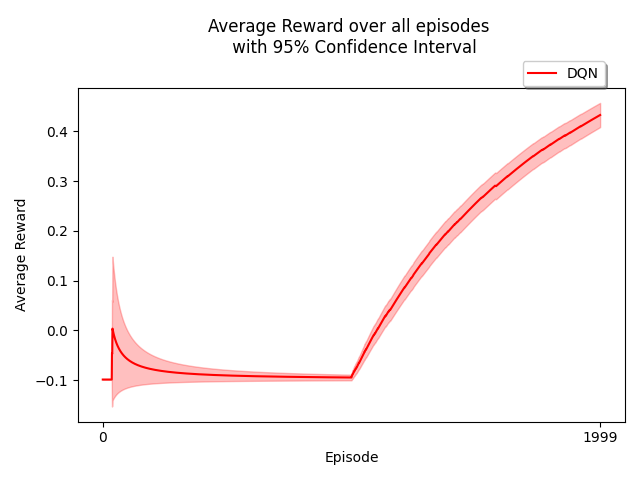 Average Reward over all episodes
with 95% Confidence Interval
DQN
0.4
0.3
0.2
0.1
0.0
−0.1
Average Reward
0
1999
Episode